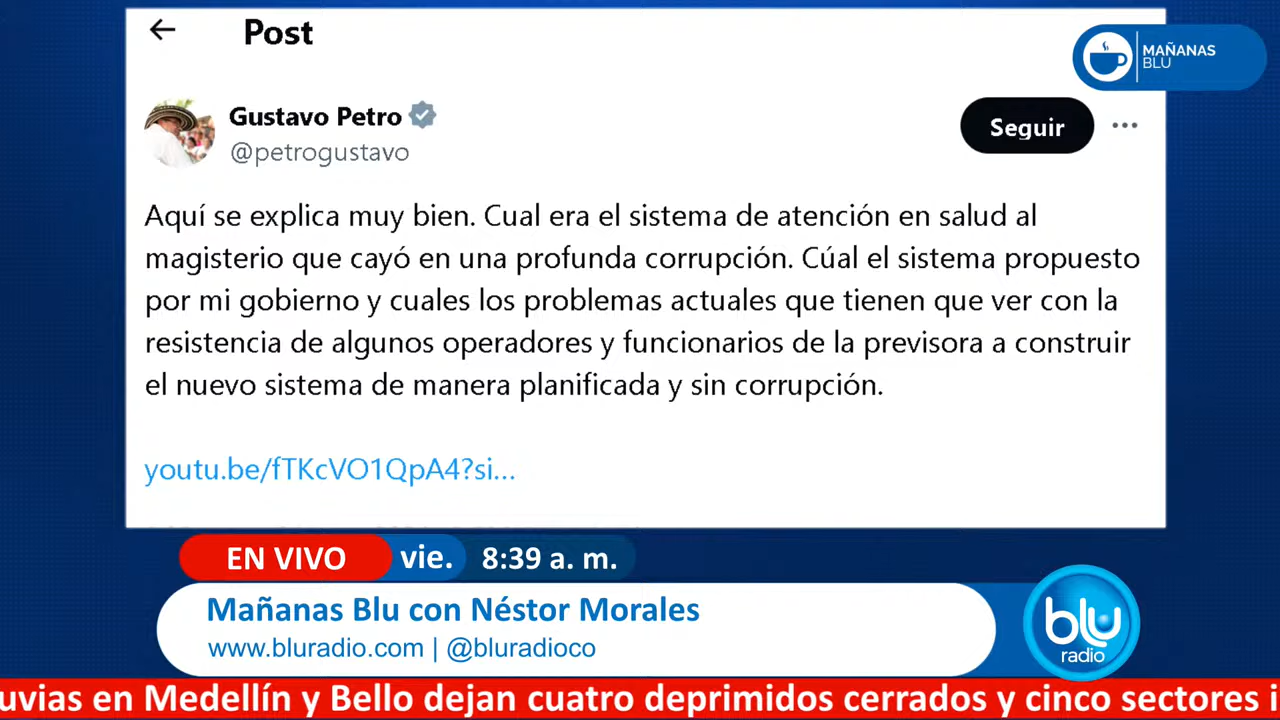 Post
MAÑANAS
BLU
Gustavo Petro
@petrogustavo
Seguir
Aquí se explica muy bien. Cual era el sistema de atención en salud al
magisterio que cayó en una profunda corrupción. Cúal el sistema propuesto
por mi gobierno y cuales los problemas actuales que tienen que ver con la
resistencia de algunos operadores y funcionarios de la previsora a construir
el nuevo sistema de manera planificada y sin corrupción.
youtu.be/fTKcVO1QpA4?si...
EN VIVO vie. 8:39 a. m.
Mañanas Blu con Néstor Morales
www.bluradio.com | @bluradioco
blu
radio
uvias en Medellín y Bello dejan cuatro deprimidos cerrados y cinco sectores i